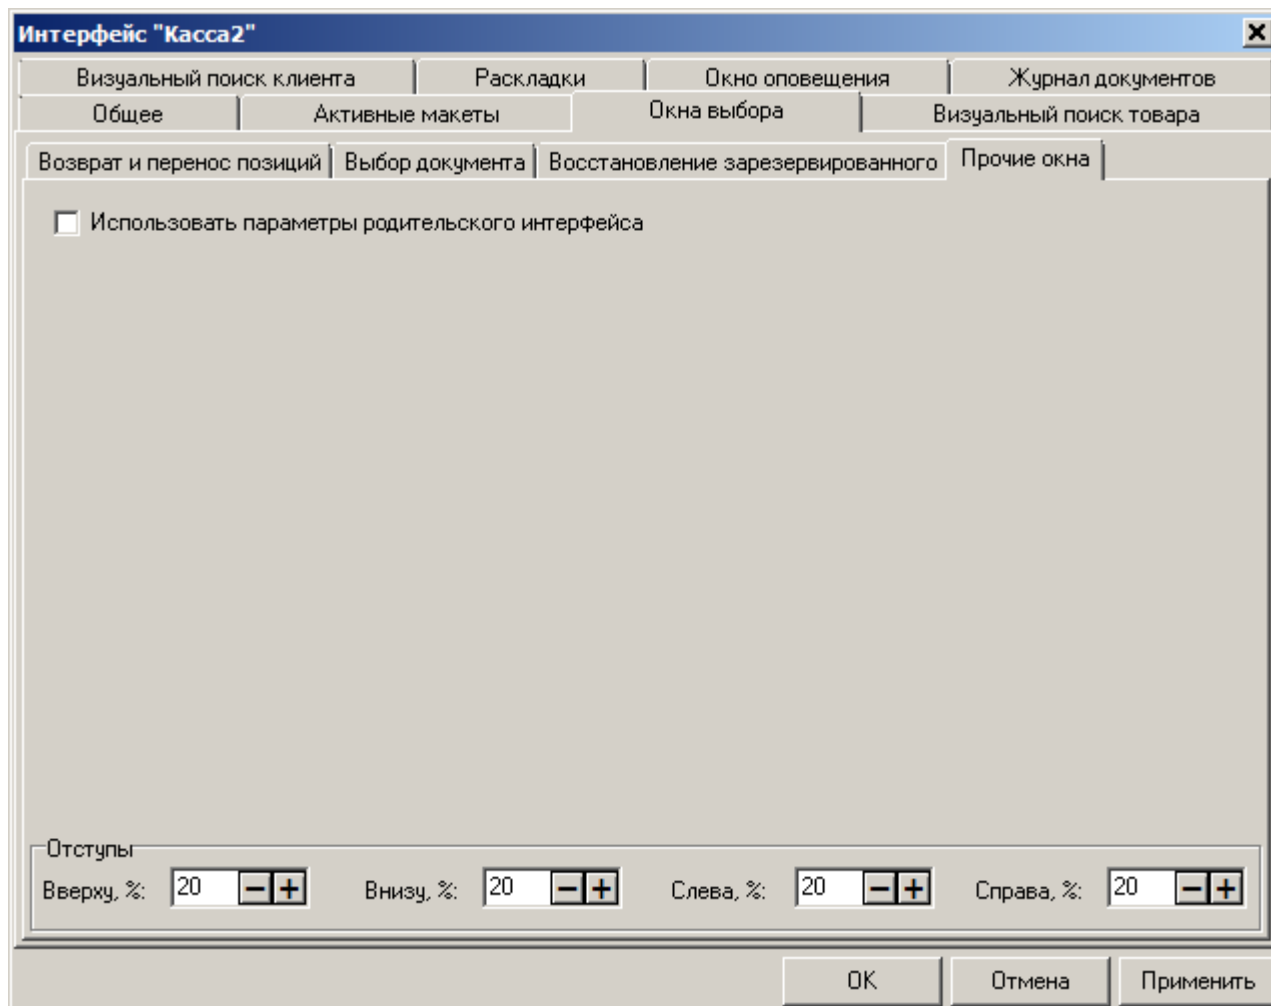 Интерфейс "Касса2"
Визуальный поиск клиента Раскладки Окно оповещения Журнал документов
Общее Активные макеты Окна выбора Визуальный поиск товара
Возврат и перенос позиций Выбор документа Восстановление зарезервированного Прочие окна
Использовать параметры родительского интерфейса
Отступы
Вверху, %: 20 Внизу, %: 20 Слева, %: 20 Справа, %: 20
OK Отмена Применить